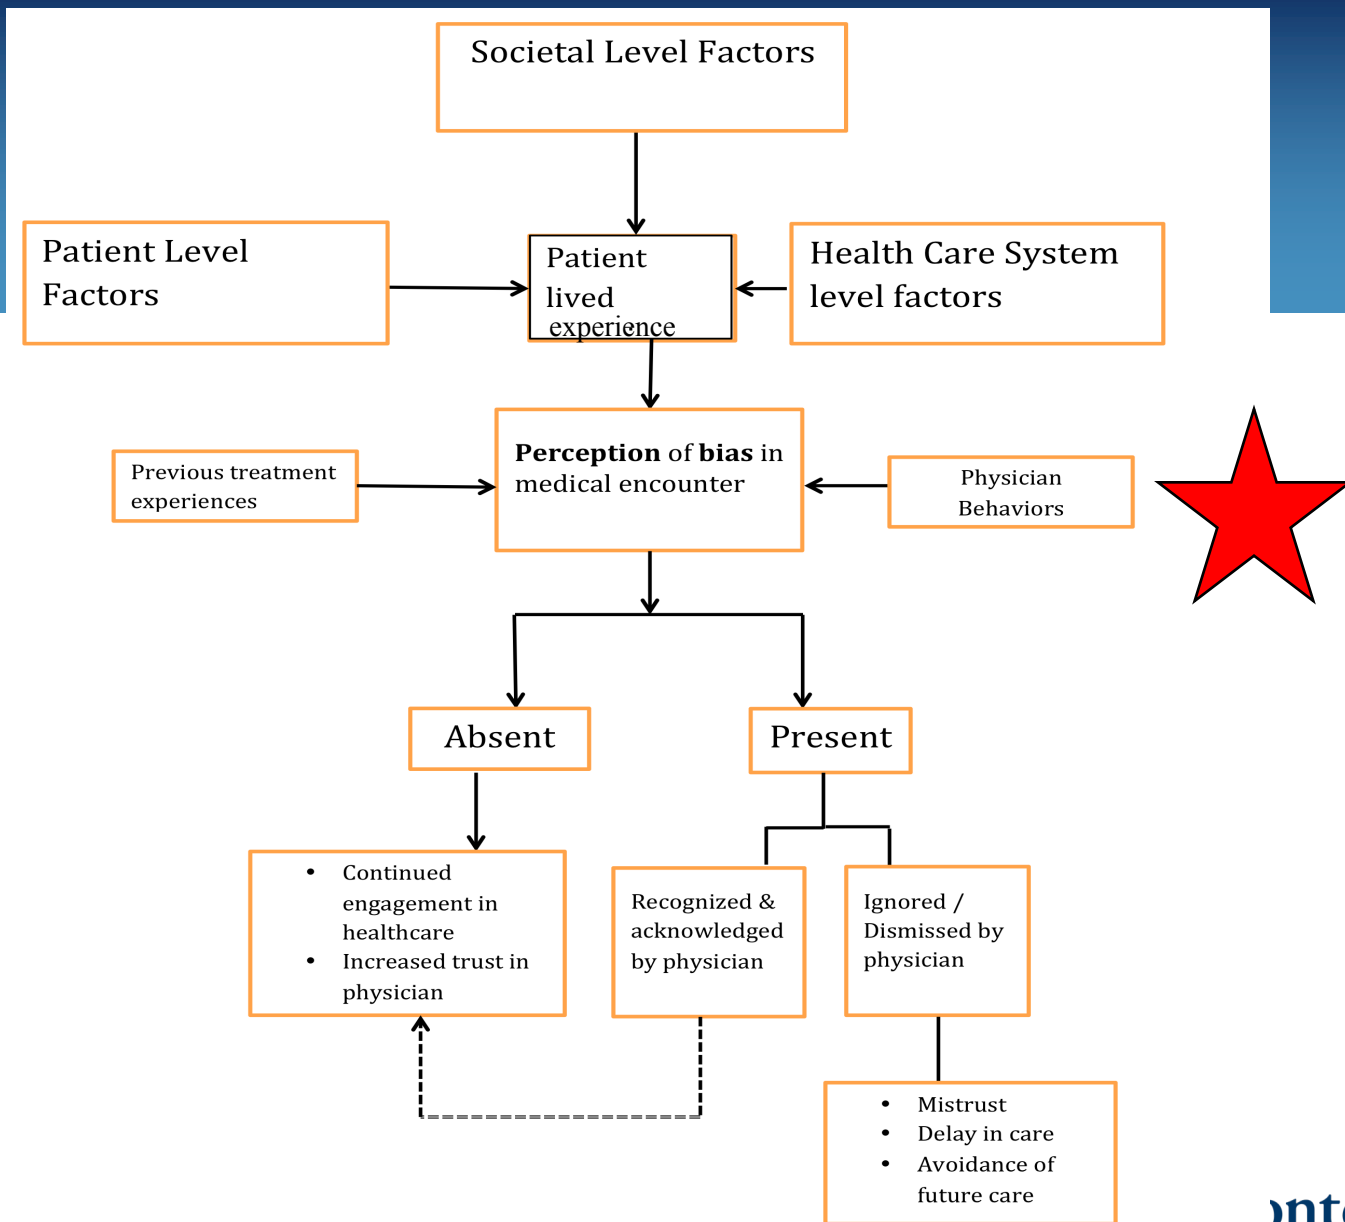 Societal Level Factors
Patient Level
Factors
Patient
lived
experience
Health Care System
level factors
Previous treatment
experiences
Perception of bias in
medical encounter
Physician
Behaviors
Absent
Present
• Continued
engagement in
healthcare
• Increased trust in
physician
Recognized &
acknowledged
by physician
Ignored /
Dismissed by
physician
• Mistrust
• Delay in care
• Avoidance of
future care